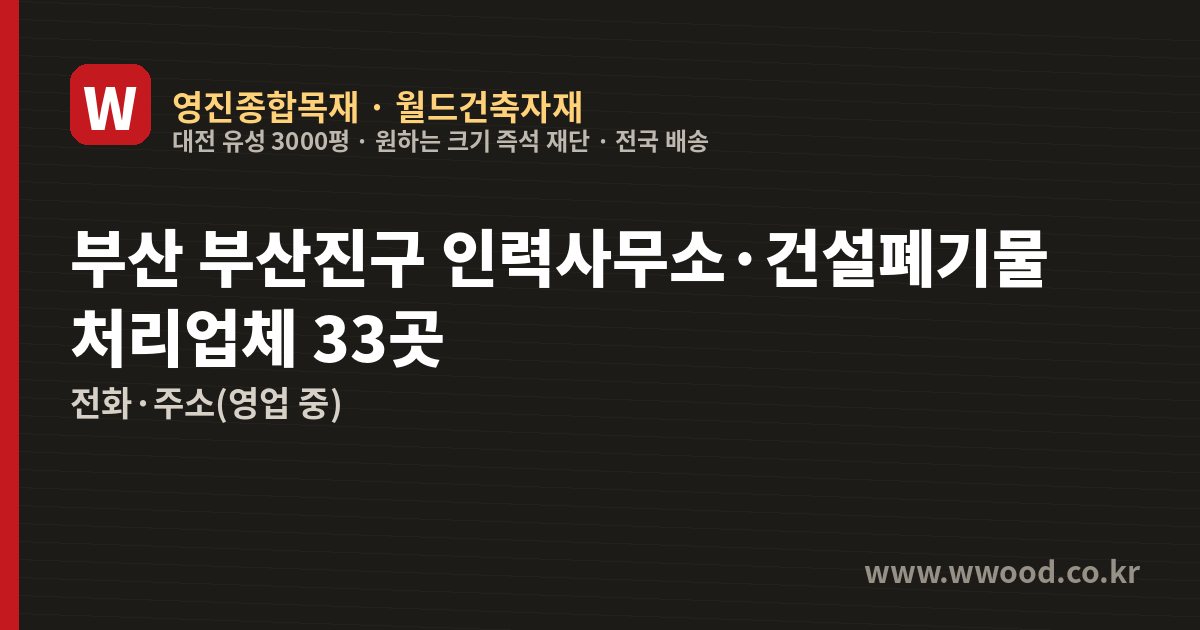 W
영진종합목재 · 월드건축자재
대전 유성 3000평 · 원하는 크기 즉석 재단 · 전국 배송
부산 부산진구 인력사무소·건설폐기물
처리업체 33곳
전화·주소(영업 중)
www.wwood.co.kr